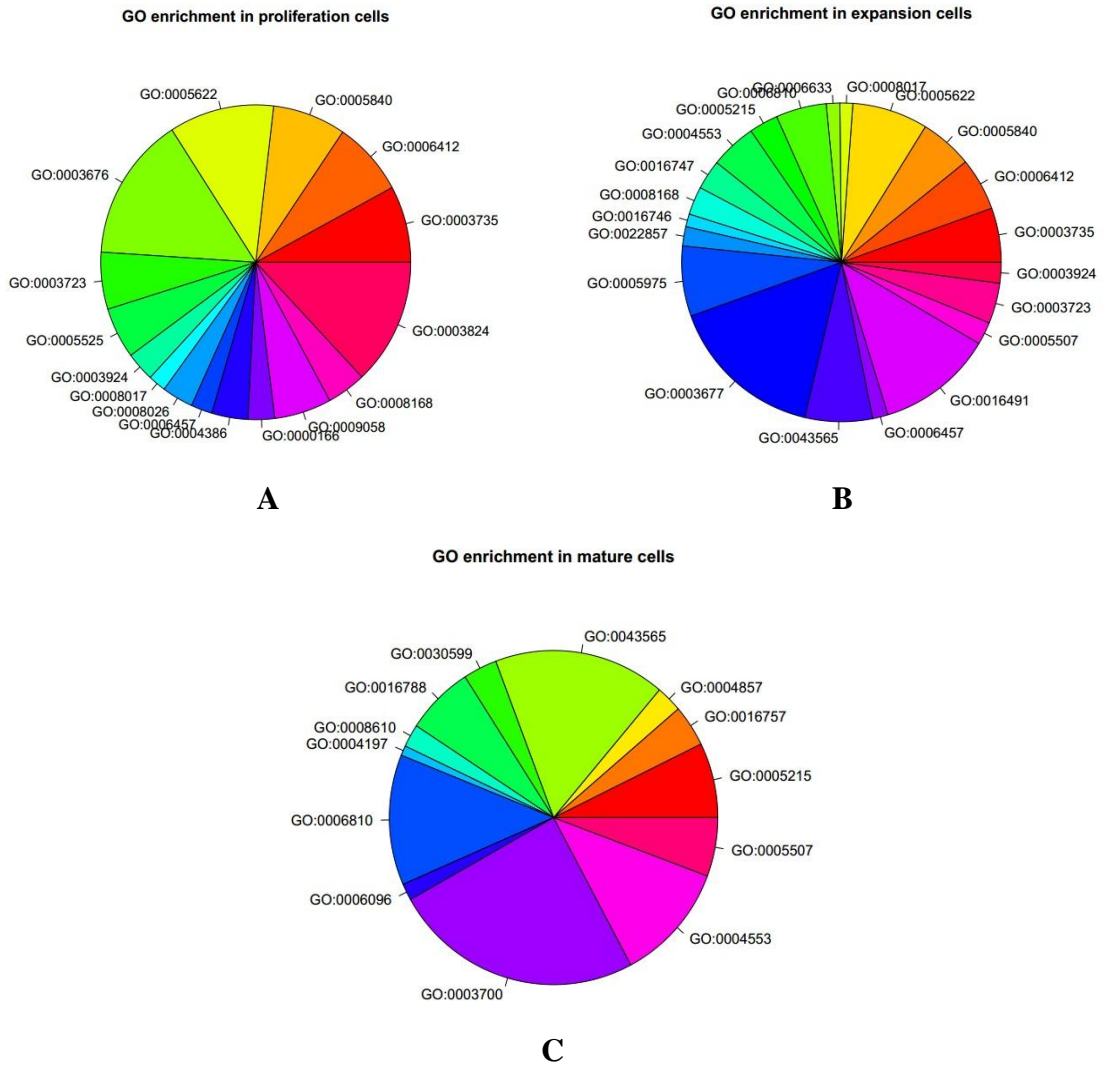 GO enrichment in proliferation cells
GO:0005622
GO:0005840
GO:0006412
GO:0003676
GO:0003735
GO:0003723
GO:0003824
GO:0005525
GO:0003924
GO:0008017
GO:0008026
GO:0006457
GO:0004386
GO:0000166
GO:0009058
GO:0008168
A
GO enrichment in expansion cells
GO:0006810
GO:0006633
GO:0008017
GO:0005622
GO:0005215
GO:0005840
GO:0004553
GO:0016747
GO:0006412
GO:0008168
GO:0016746
GO:0022857
GO:0003735
GO:0005975
GO:0003924
GO:0003723
GO:0005507
GO:0003677
GO:0016491
GO:0043565
GO:0006457
B
GO enrichment in mature cells
GO:0043565
GO:0030599
GO:0016788
GO:0004857
GO:0016757
GO:0008610
GO:0004197
GO:0005215
GO:0006810
GO:0005507
GO:0006096
GO:0004553
GO:0003700
C